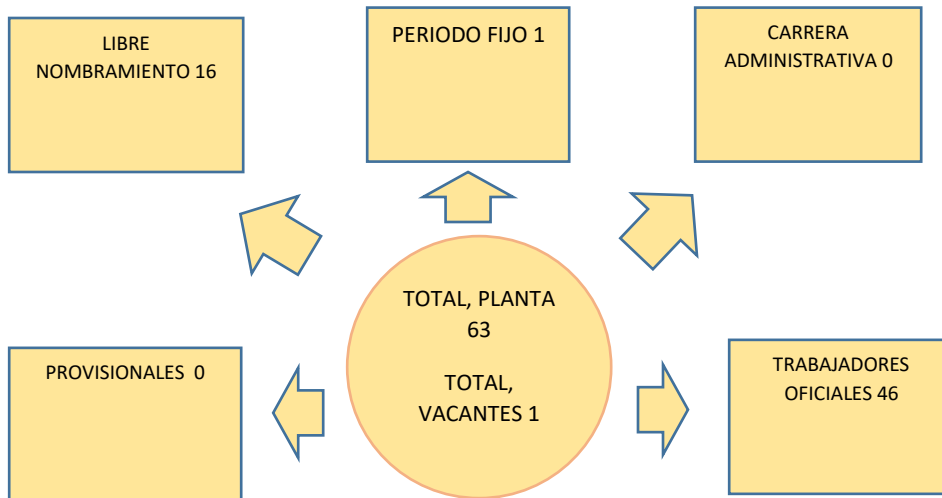 LIBRE
NOMBRAMIENTO 16
PERIODO FIJO 1
CARRERA
ADMINISTRATIVA 0
TOTAL, PLANTA
63
TOTAL,
VACANTES 1
PROVISIONALES 0
TRABAJADORES
OFICIALES 46